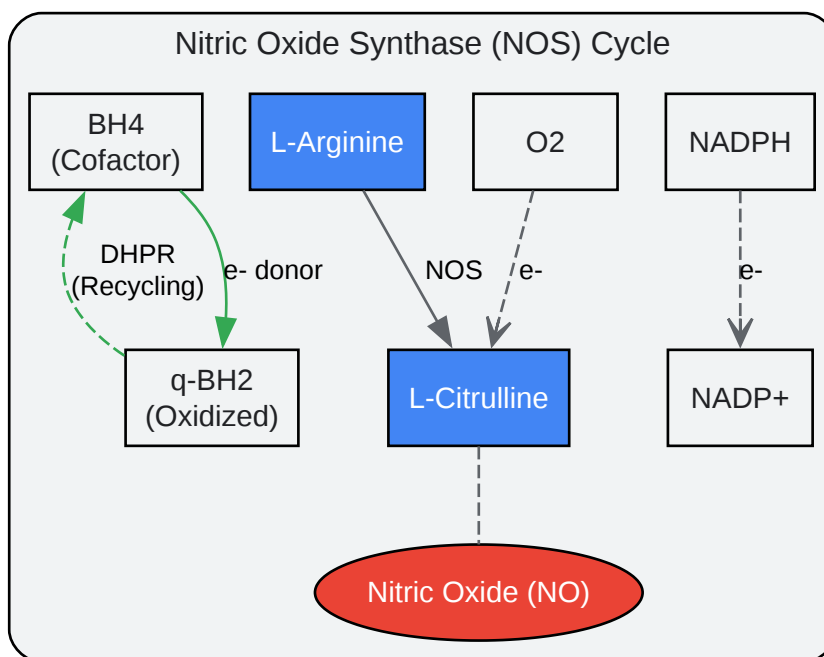 Nitric Oxide Synthase (NOS) Cycle
BH4
(Cofactor)
L-Arginine
O2
NADPH
DHPR
(Recycling)
e- donor
NOS
e-
e-
q-BH2
(Oxidized)
L-Citrulline
NADP+
Nitric Oxide (NO)